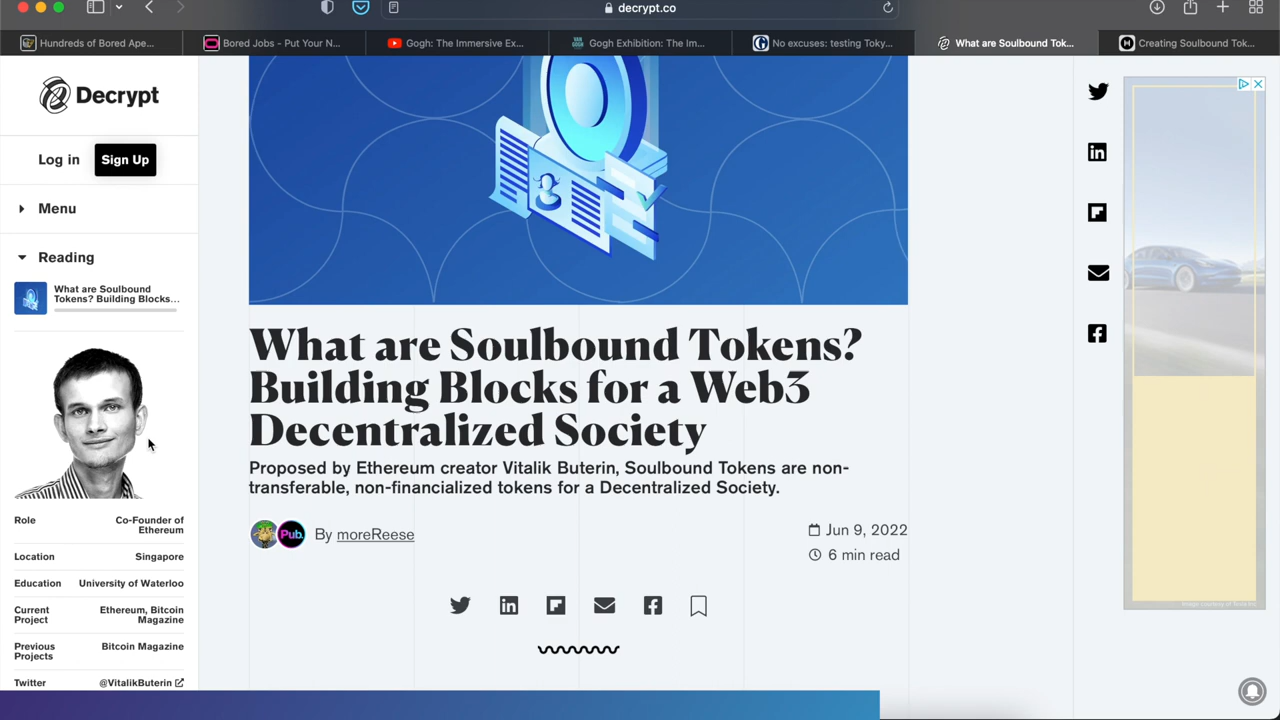 decrypt.co
Hundreds of Bored Ape...
Bored Jobs - Put Your N...
Gogh: The Immersive Ex...
Gogh Exhibition: The Im...
No excuses: testing Toky...
What are Soulbound Tok...
Creating Soulbound Tok...
Decrypt
Log in
Sign Up
Menu
Reading
What are Soulbound
Tokens? Building Blocks...
Role
Co-Founder of
Ethereum
Location
Singapore
Education
University of Waterloo
Current
Project
Ethereum, Bitcoin
Magazine
Previous
Projects
Bitcoin Magazine
Twitter
@VitalikButerin
What are Soulbound Tokens?
Building Blocks for a Web3
Decentralized Society
Proposed by Ethereum creator Vitalik Buterin, Soulbound Tokens are non-
transferable, non-financialized tokens for a Decentralized Society.
Pub.
By moreReese
Jun 9, 2022
6 min read